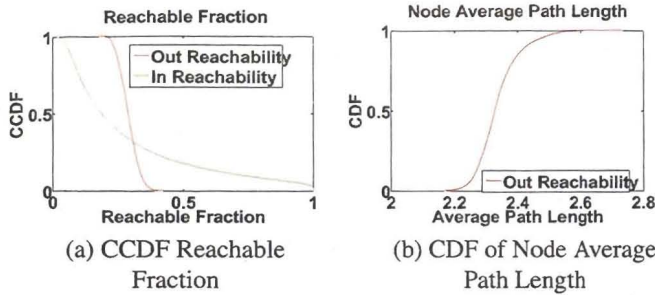 Reachable Fraction
1
0.5
0
CCDF
Out Reachability
In Reachability
0 0.5 1
Reachable Fraction
(a) CCDF Reachable
Fraction
Node Average Path Length
1
0.5
0
CDF
Out Reachability
2 2.2 2.4 2.6 2.8
Average Path Length
(b) CDF of Node Average
Path Length